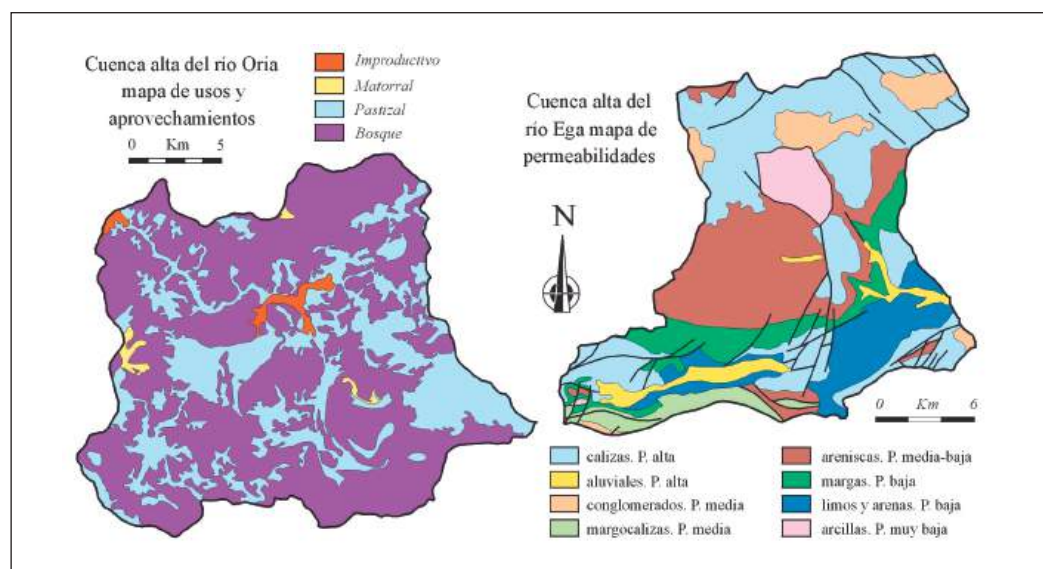 Cuenca alta del río Oria
mapa de usos y
aprovechamientos
0 Km 5
Improductivo
Matorral
Pastizal
Bosque
Cuenca alta del
río Ega mapa de
permeabilidades
N
0 Km 6
calizas. P. alta
aluviales. P. alta
conglomerados. P. media
margocalizas. P. media
areniscas. P. media-baja
margas. P. baja
limos y arenas. P. baja
arcillas. P. muy baja